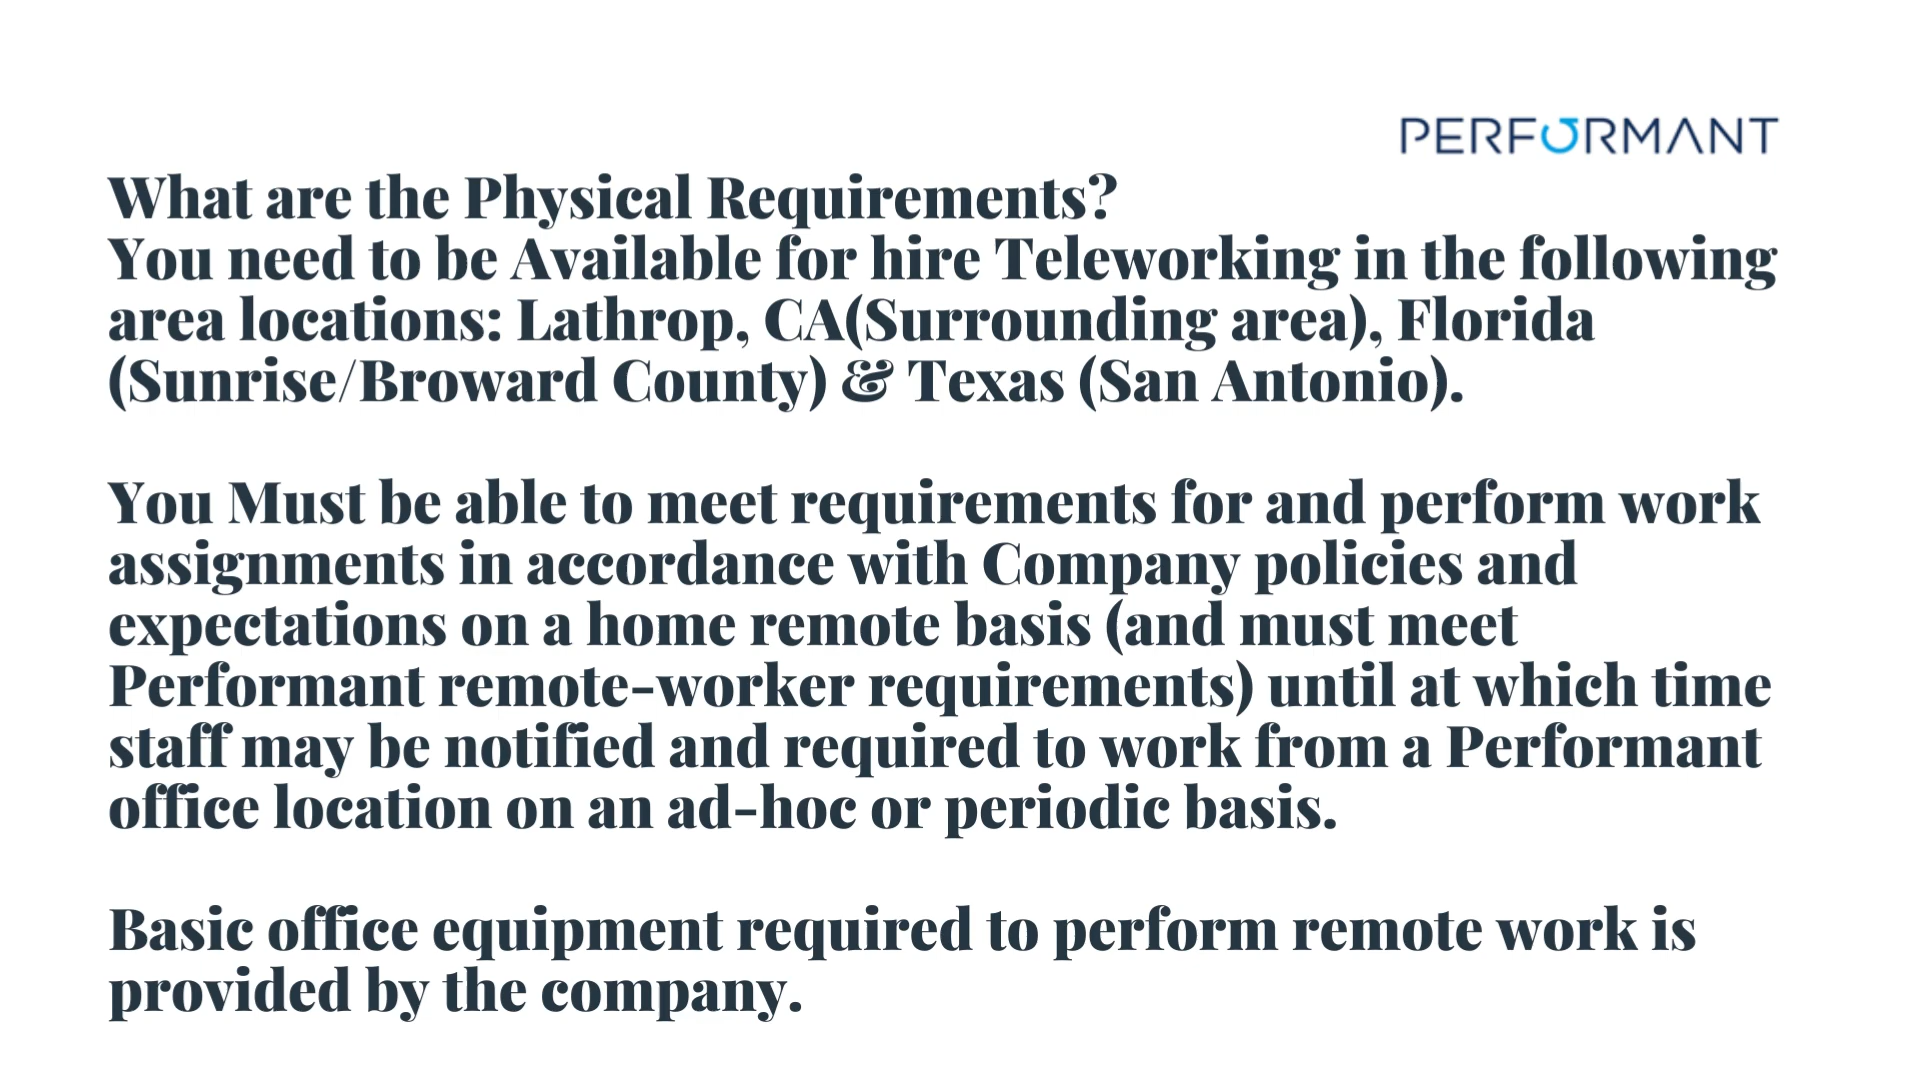 PERFORMANT
What are the Physical Requirements?
You need to be Available for hire Teleworking in the following
area locations: Lathrop, CA(Surrounding area), Florida
(Sunrise/Broward County) & Texas (San Antonio).
You Must be able to meet requirements for and perform work
assignments in accordance with Company policies and
expectations on a home remote basis (and must meet
Performant remote-worker requirements) until at which time
staff may be notified and required to work from a Performant
office location on an ad-hoc or periodic basis.
Basic office equipment required to perform remote work is
provided by the company.